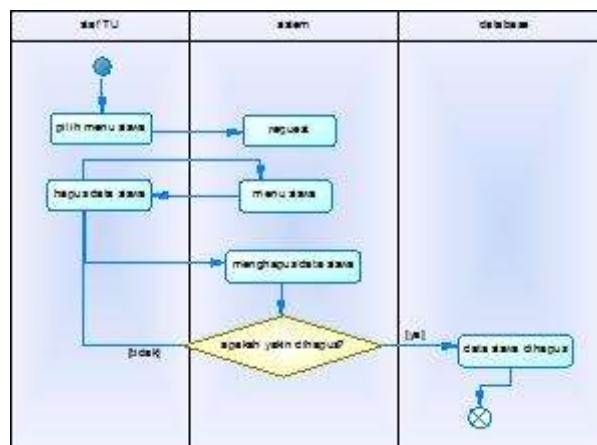 staf TU
sistem
database
pilih menu siswa
request
hapus data siswa
menu siswa
menghapus data siswa
apakah yakin dihapus?
[ya]
[tidak]
data siswa dihapus